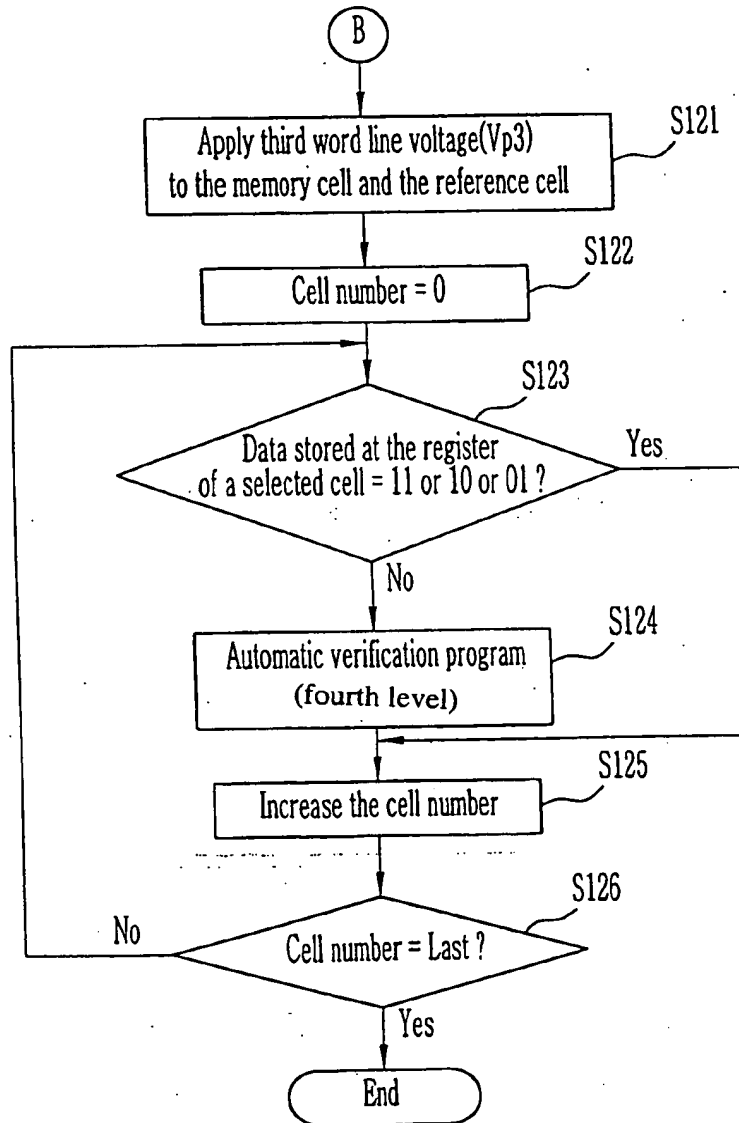 B
Apply third word line voltage(Vp3)
to the memory cell and the reference cell
S121
Cell number = 0
S122
S123
Data stored at the register
of a selected cell = 11 or 10 or 01 ?
Yes
No
S124
Automatic verification program
(fourth level)
S125
Increase the cell number
S126
No
Cell number = Last ?
Yes
End